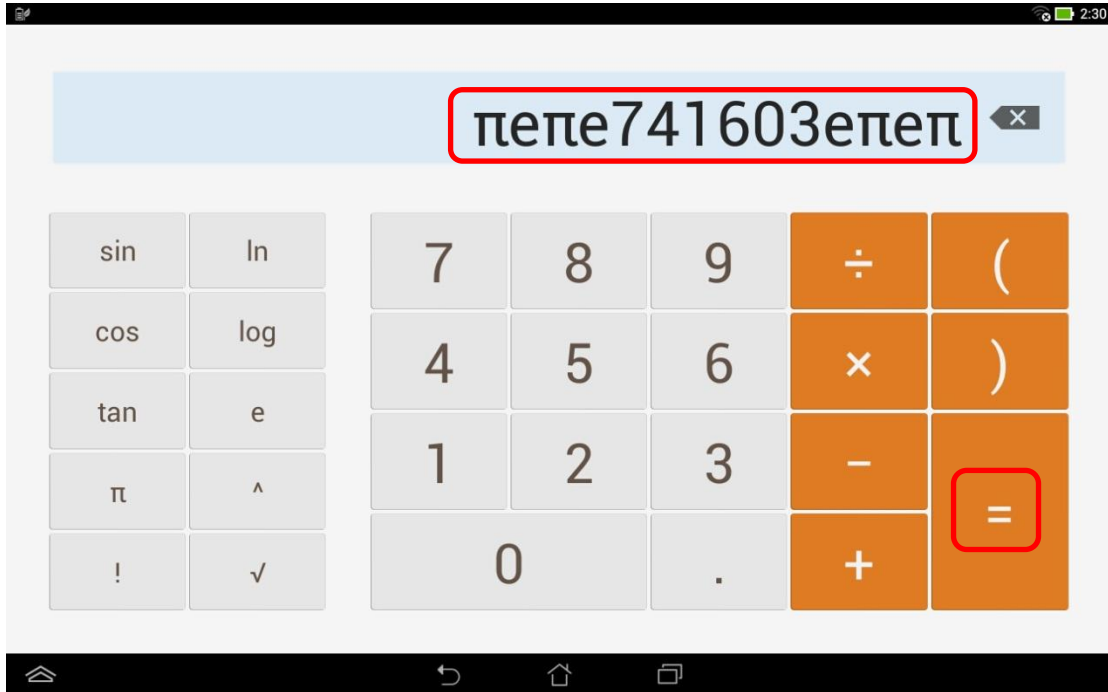 2:30
πeπe741603eπeπ
sin ln 7 8 9 ÷ (
cos log 4 5 6 × )
tan e 1 2 3 −
π ^ =
! √ 0 . +